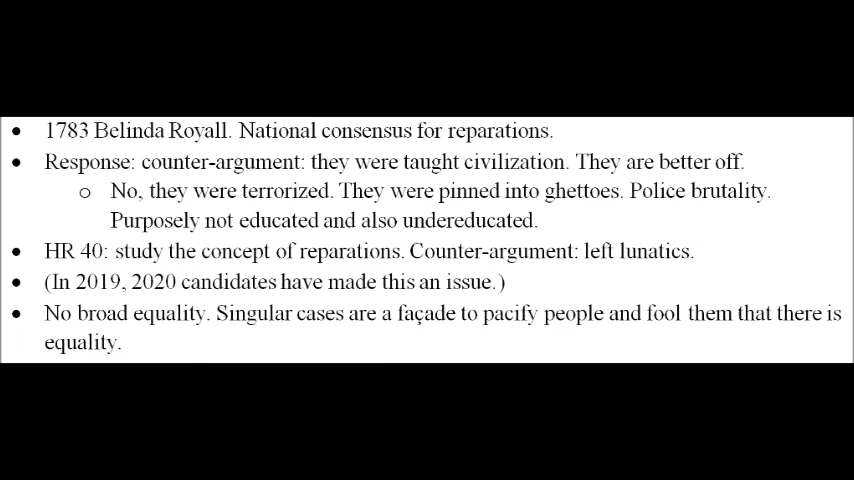 • 1783 Belinda Royall. National consensus for reparations.
• Response: counter-argument: they were taught civilization. They are better off.
o No, they were terrorized. They were pinned into ghettoes. Police brutality.
Purposely not educated and also undereducated.
• HR 40: study the concept of reparations. Counter-argument: left lunatics.
• (In 2019, 2020 candidates have made this an issue.)
• No broad equality. Singular cases are a façade to pacify people and fool them that there is
equality.